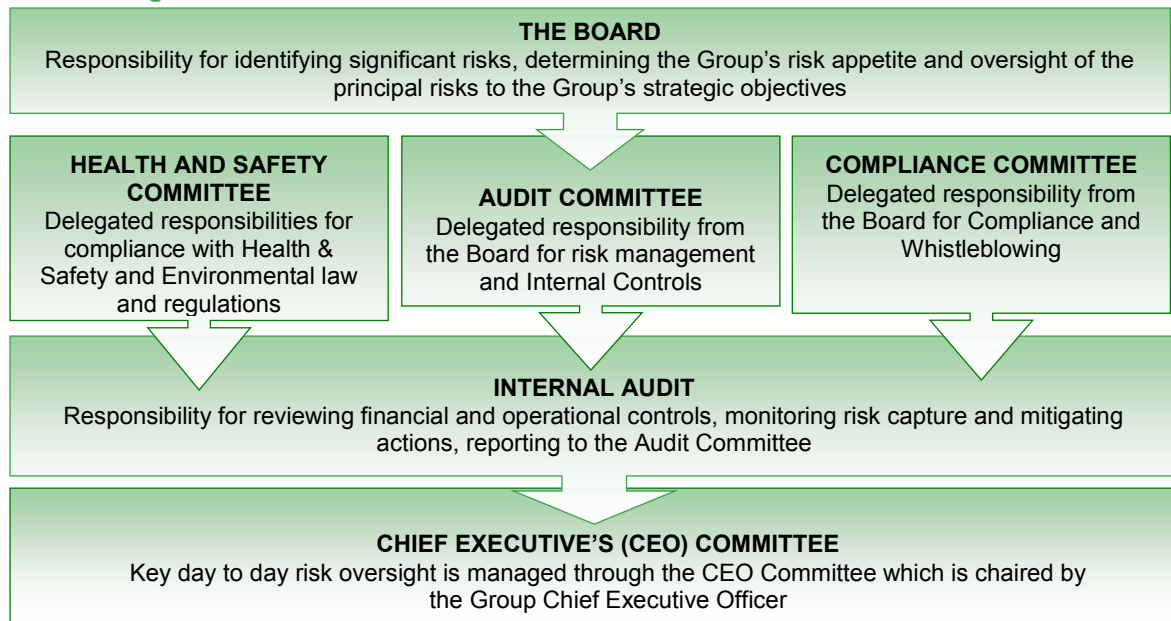 THE BOARD
Responsibility for identifying significant risks, determining the Group's risk appetite and oversight of the
principal risks to the Group's strategic objectives
HEALTH AND SAFETY
COMMITTEE
Delegated responsibilities for
compliance with Health &
Safety and Environmental law
and regulations
AUDIT COMMITTEE
Delegated responsibility from
the Board for risk management
and Internal Controls
COMPLIANCE COMMITTEE
Delegated responsibility from
the Board for Compliance and
Whistleblowing
INTERNAL AUDIT
Responsibility for reviewing financial and operational controls, monitoring risk capture and mitigating
actions, reporting to the Audit Committee
CHIEF EXECUTIVE'S (CEO) COMMITTEE
Key day to day risk oversight is managed through the CEO Committee which is chaired by
the Group Chief Executive Officer